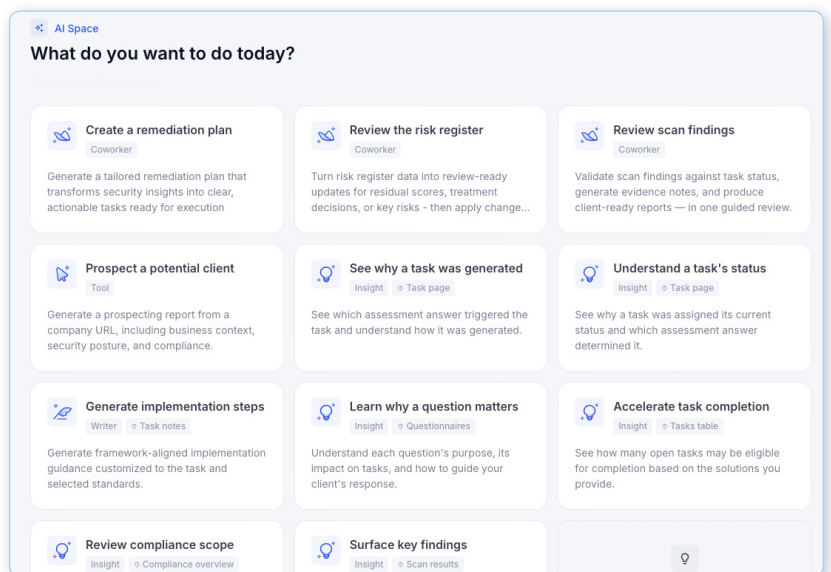 AI Space
What do you want to do today?
Create a remediation plan
Coworker
Generate a tailored remediation plan that
transforms security insights into clear,
actionable tasks ready for execution
Review the risk register
Coworker
Turn risk register data into review-ready
updates for residual scores, treatment
decisions, or key risks - then apply change...
Review scan findings
Coworker
Validate scan findings against task status,
generate evidence notes, and produce
client-ready reports — in one guided review.
Prospect a potential client
Tool
Generate a prospecting report from a
company URL, including business context,
security posture, and compliance.
See why a task was generated
Insight Task page
See which assessment answer triggered the
task and understand how it was generated.
Understand a task's status
Insight Task page
See why a task was assigned its current
status and which assessment answer
determined it.
Generate implementation steps
Writer Task notes
Generate framework-aligned implementation
guidance customized to the task and
selected standards.
Learn why a question matters
Insight Questionnaires
Understand each question's purpose, its
impact on tasks, and how to guide your
client's response.
Accelerate task completion
Insight Tasks table
See how many open tasks may be eligible
for completion based on the solutions you
provide.
Review compliance scope
Insight Compliance overview
Surface key findings
Insight Scan results